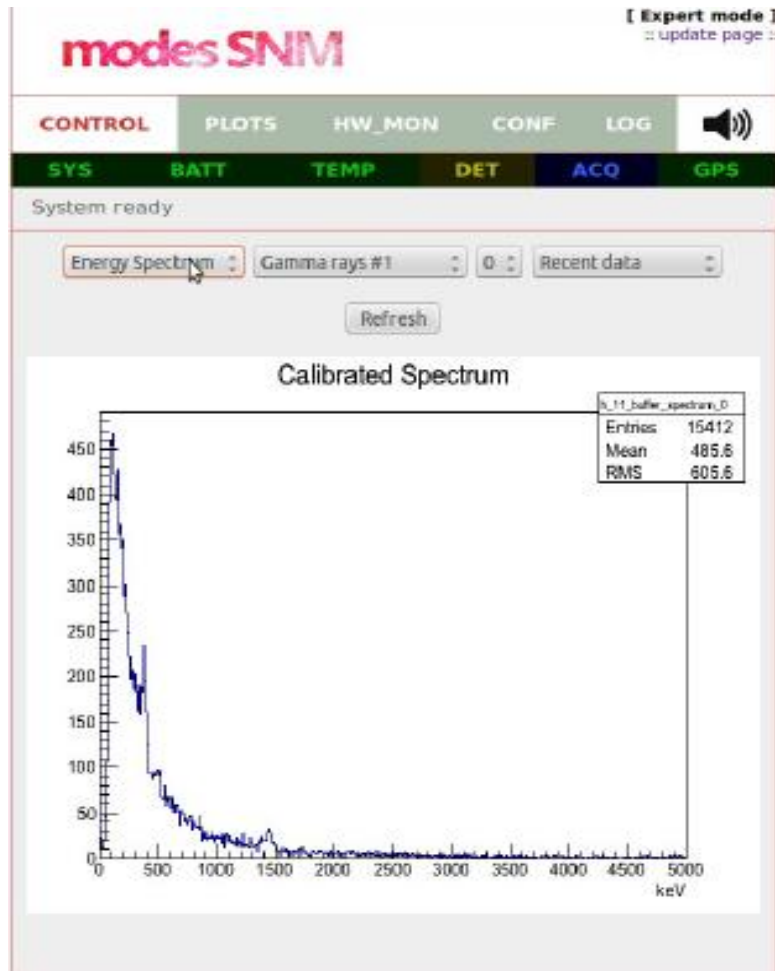 [ Expert mode ]
:: update page ::
modes SNM
CONTROL PLOTS HW_MON CONF LOG
SYS BATT TEMP DET ACQ GPS
System ready
Energy Spectrum Gamma rays #1 0 Recent data
Refresh
Calibrated Spectrum
h_11_buffer_spectrum_0
Entries 15412
Mean 485.6
RMS 605.6
450
400
350
300
250
200
150
100
50
0
0 500 1000 1500 2000 2500 3000 3500 4000 4500 5000
keV